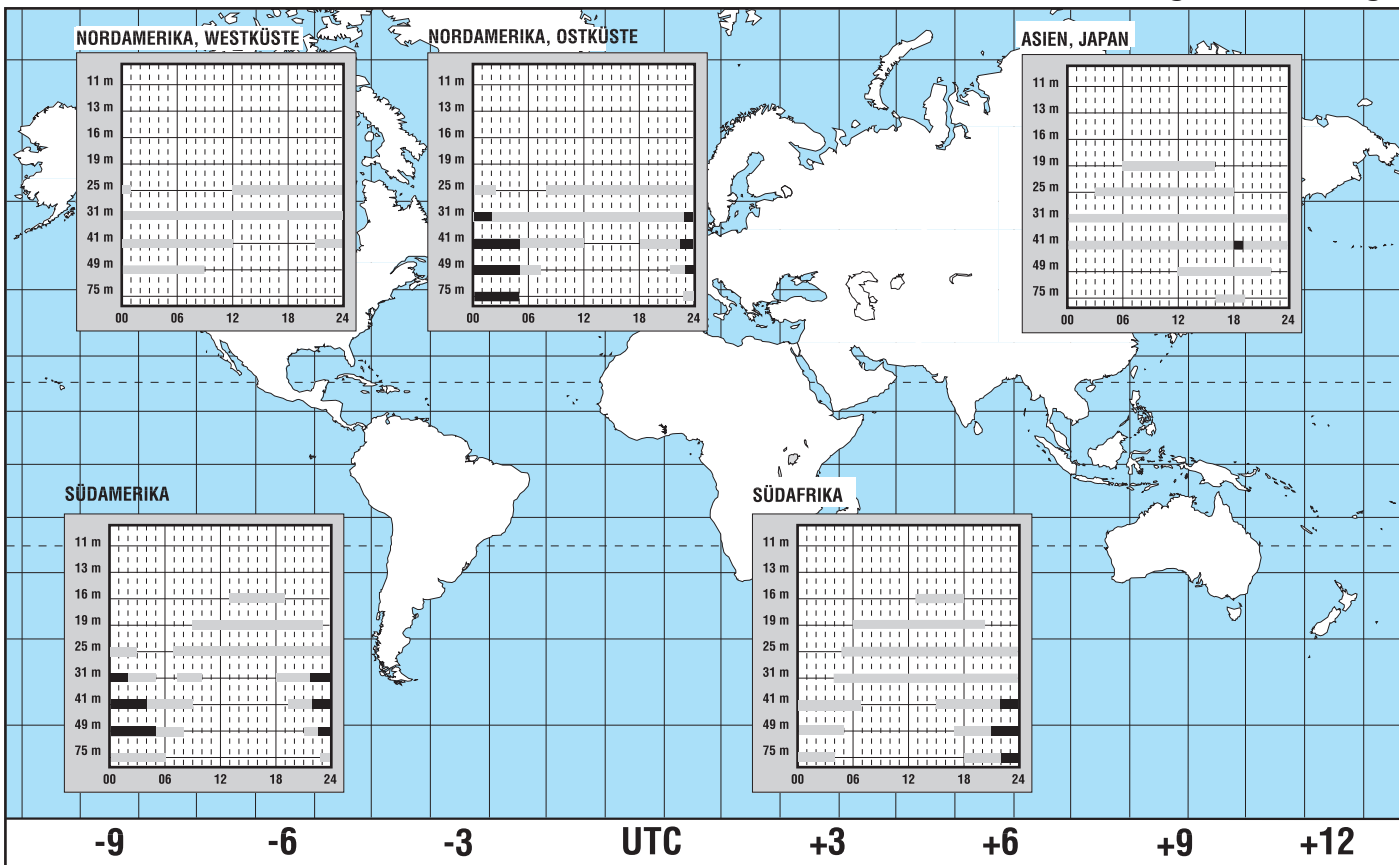 NORDAMERIKA, WESTKÜSTE
11 m
13 m
16 m
19 m
25 m
31 m
41 m
49 m
75 m
00 06 12 18 24
NORDAMERIKA, OSTKÜSTE
11 m
13 m
16 m
19 m
25 m
31 m
41 m
49 m
75 m
00 06 12 18 24
ASIEN, JAPAN
11 m
13 m
16 m
19 m
25 m
31 m
41 m
49 m
75 m
00 06 12 18 24
SÜDAMERIKA
11 m
13 m
16 m
19 m
25 m
31 m
41 m
49 m
75 m
00 06 12 18 24
SÜDAFRIKA
11 m
13 m
16 m
19 m
25 m
31 m
41 m
49 m
75 m
00 06 12 18 24
-9 -6 -3 UTC +3 +6 +9 +12